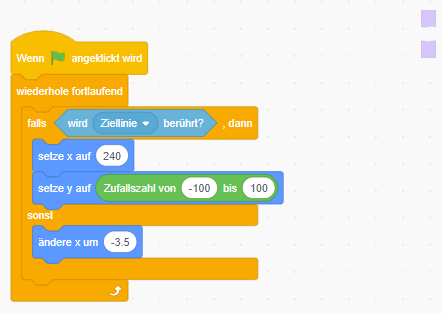 Wenn angeklickt wird
wiederhole fortlaufend
falls wird Ziellinie berührt? , dann
setze x auf 240
setze y auf Zufallszahl von -100 bis 100
sonst
ändere x um -3.5